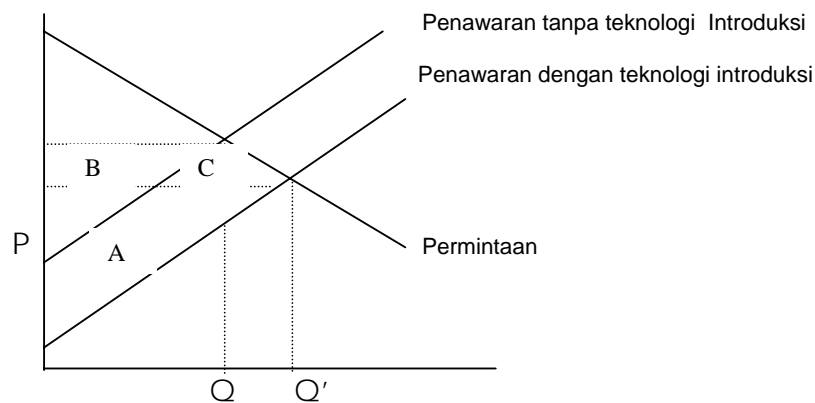 Penawaran tanpa teknologi Introduksi
Penawaran dengan teknologi introduksi
B
C
P
A
Permintaan
Q
Q'